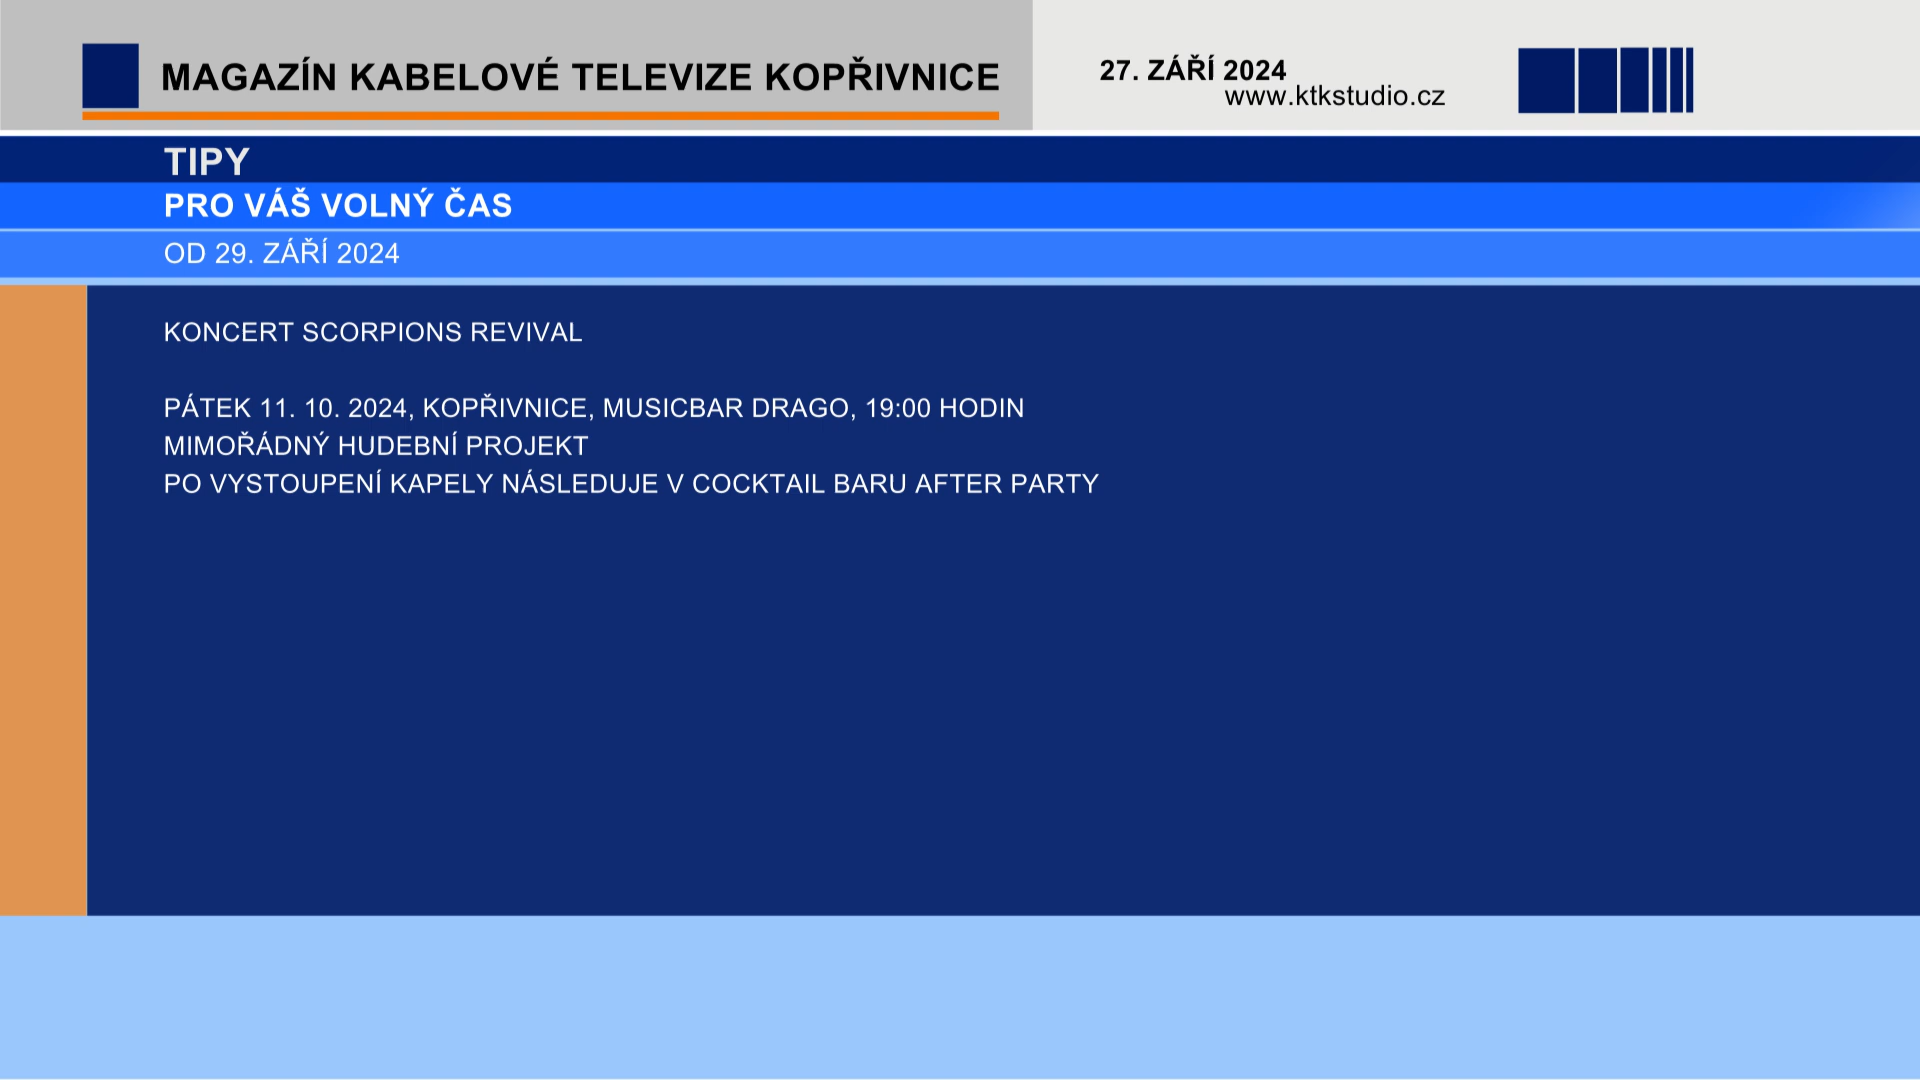 MAGAZÍN KABELOVÉ TELEVIZE KOPŘIVNICE
27. ZÁŘÍ 2024
www.ktkstudio.cz
TIPY
PRO VÁŠ VOLNÝ ČAS
OD 29. ZÁŘÍ 2024
KONCERT SCORPIONS REVIVAL
PÁTEK 11. 10. 2024, KOPŘIVNICE, MUSICBAR DRAGO, 19:00 HODIN
MIMOŘÁDNÝ HUDEBNÍ PROJEKT
PO VYSTOUPENÍ KAPELY NÁSLEDUJE V COCKTAIL BARU AFTER PARTY